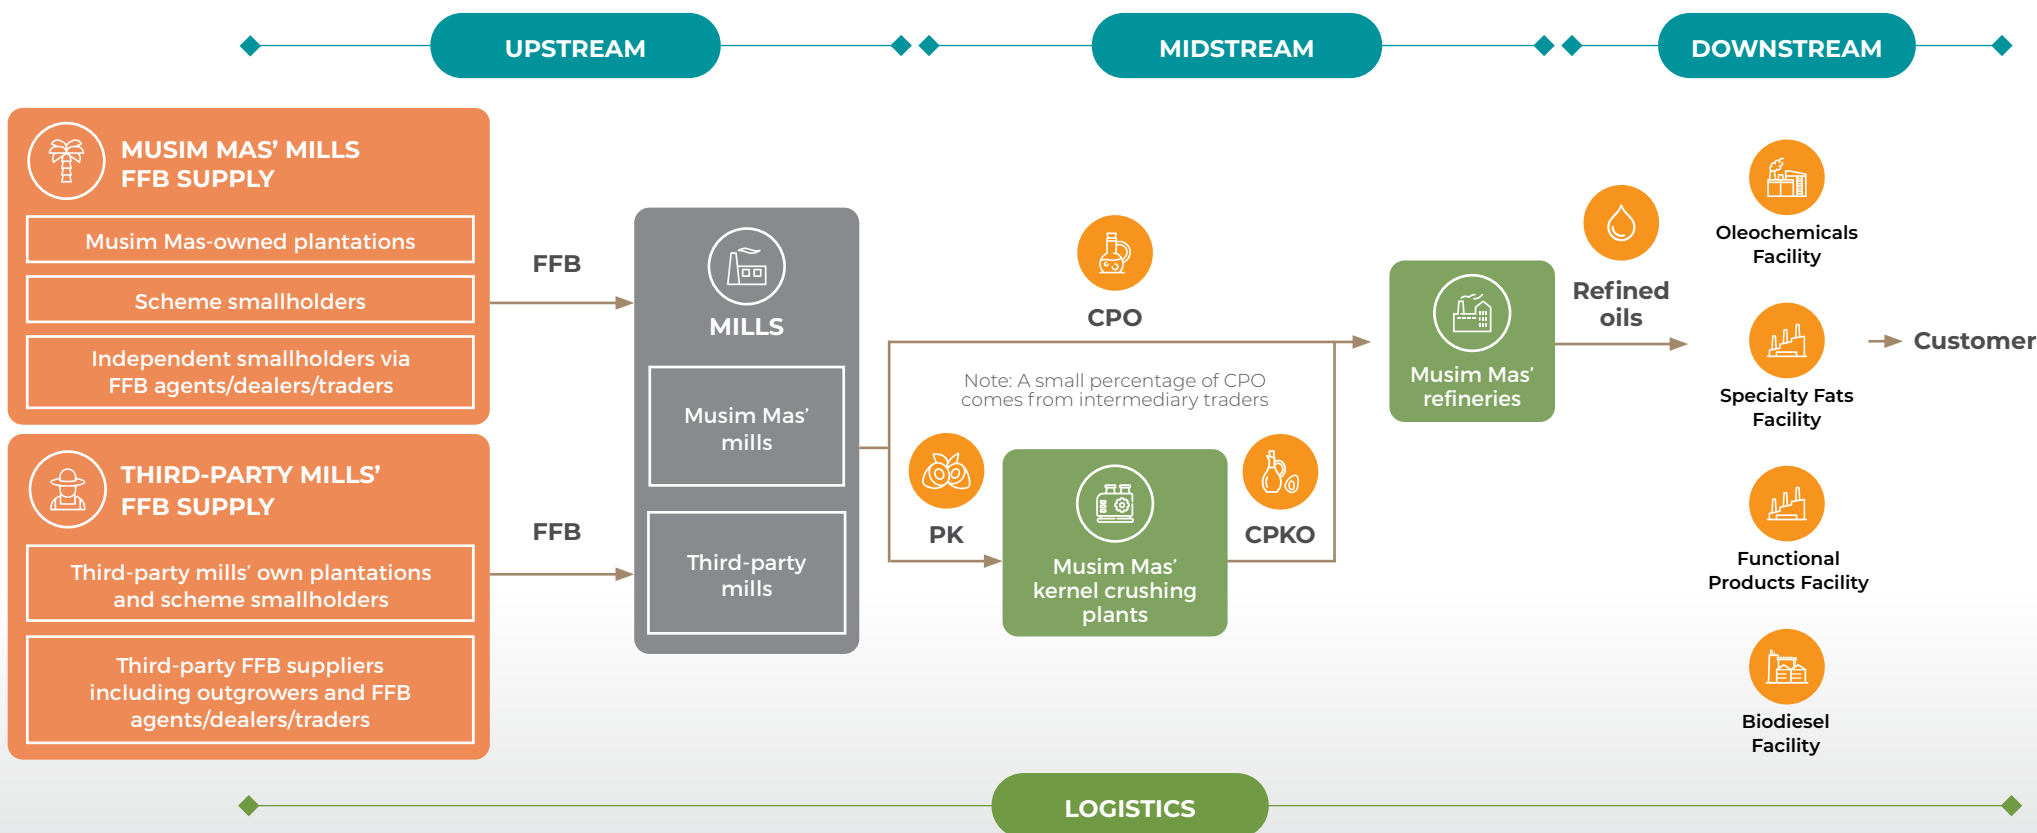 UPSTREAM
MIDSTREAM
DOWNSTREAM
MUSIM MAS’ MILLS
FFB SUPPLY
Musim Mas-owned plantations
Scheme smallholders
Independent smallholders via
FFB agents/dealers/traders
THIRD-PARTY MILLS’
FFB SUPPLY
Third-party mills’ own plantations
and scheme smallholders
Third-party FFB suppliers
including outgrowers and FFB
agents/dealers/traders
FFB
FFB
MILLS
Musim Mas’
mills
Third-party
mills
CPO
Note: A small percentage of CPO
comes from intermediary traders
PK
Musim Mas’
kernel crushing
plants
CPKO
Musim Mas’
refineries
Refined
oils
Oleochemicals
Facility
Specialty Fats
Facility
Functional
Products Facility
Biodiesel
Facility
Customer
LOGISTICS